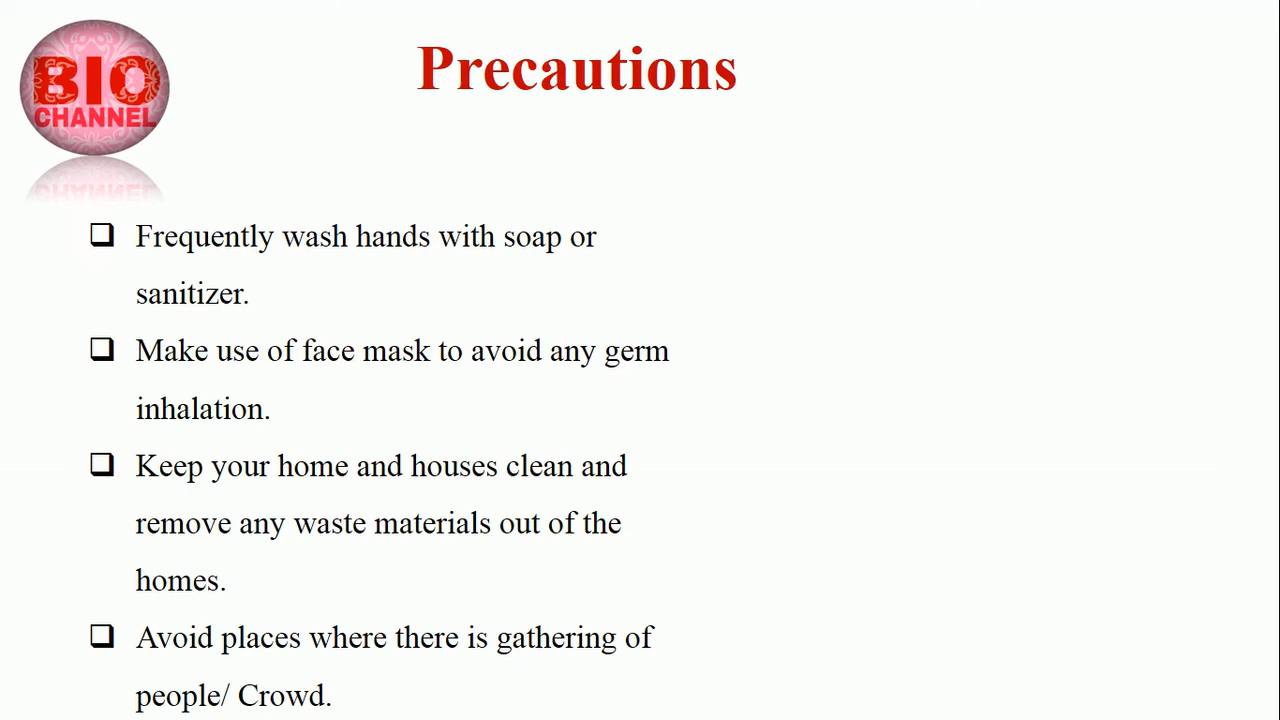 BIO
CHANNEL
Precautions
Frequently wash hands with soap or
sanitizer.
Make use of face mask to avoid any germ
inhalation.
Keep your home and houses clean and
remove any waste materials out of the
homes.
Avoid places where there is gathering of
people/ Crowd.